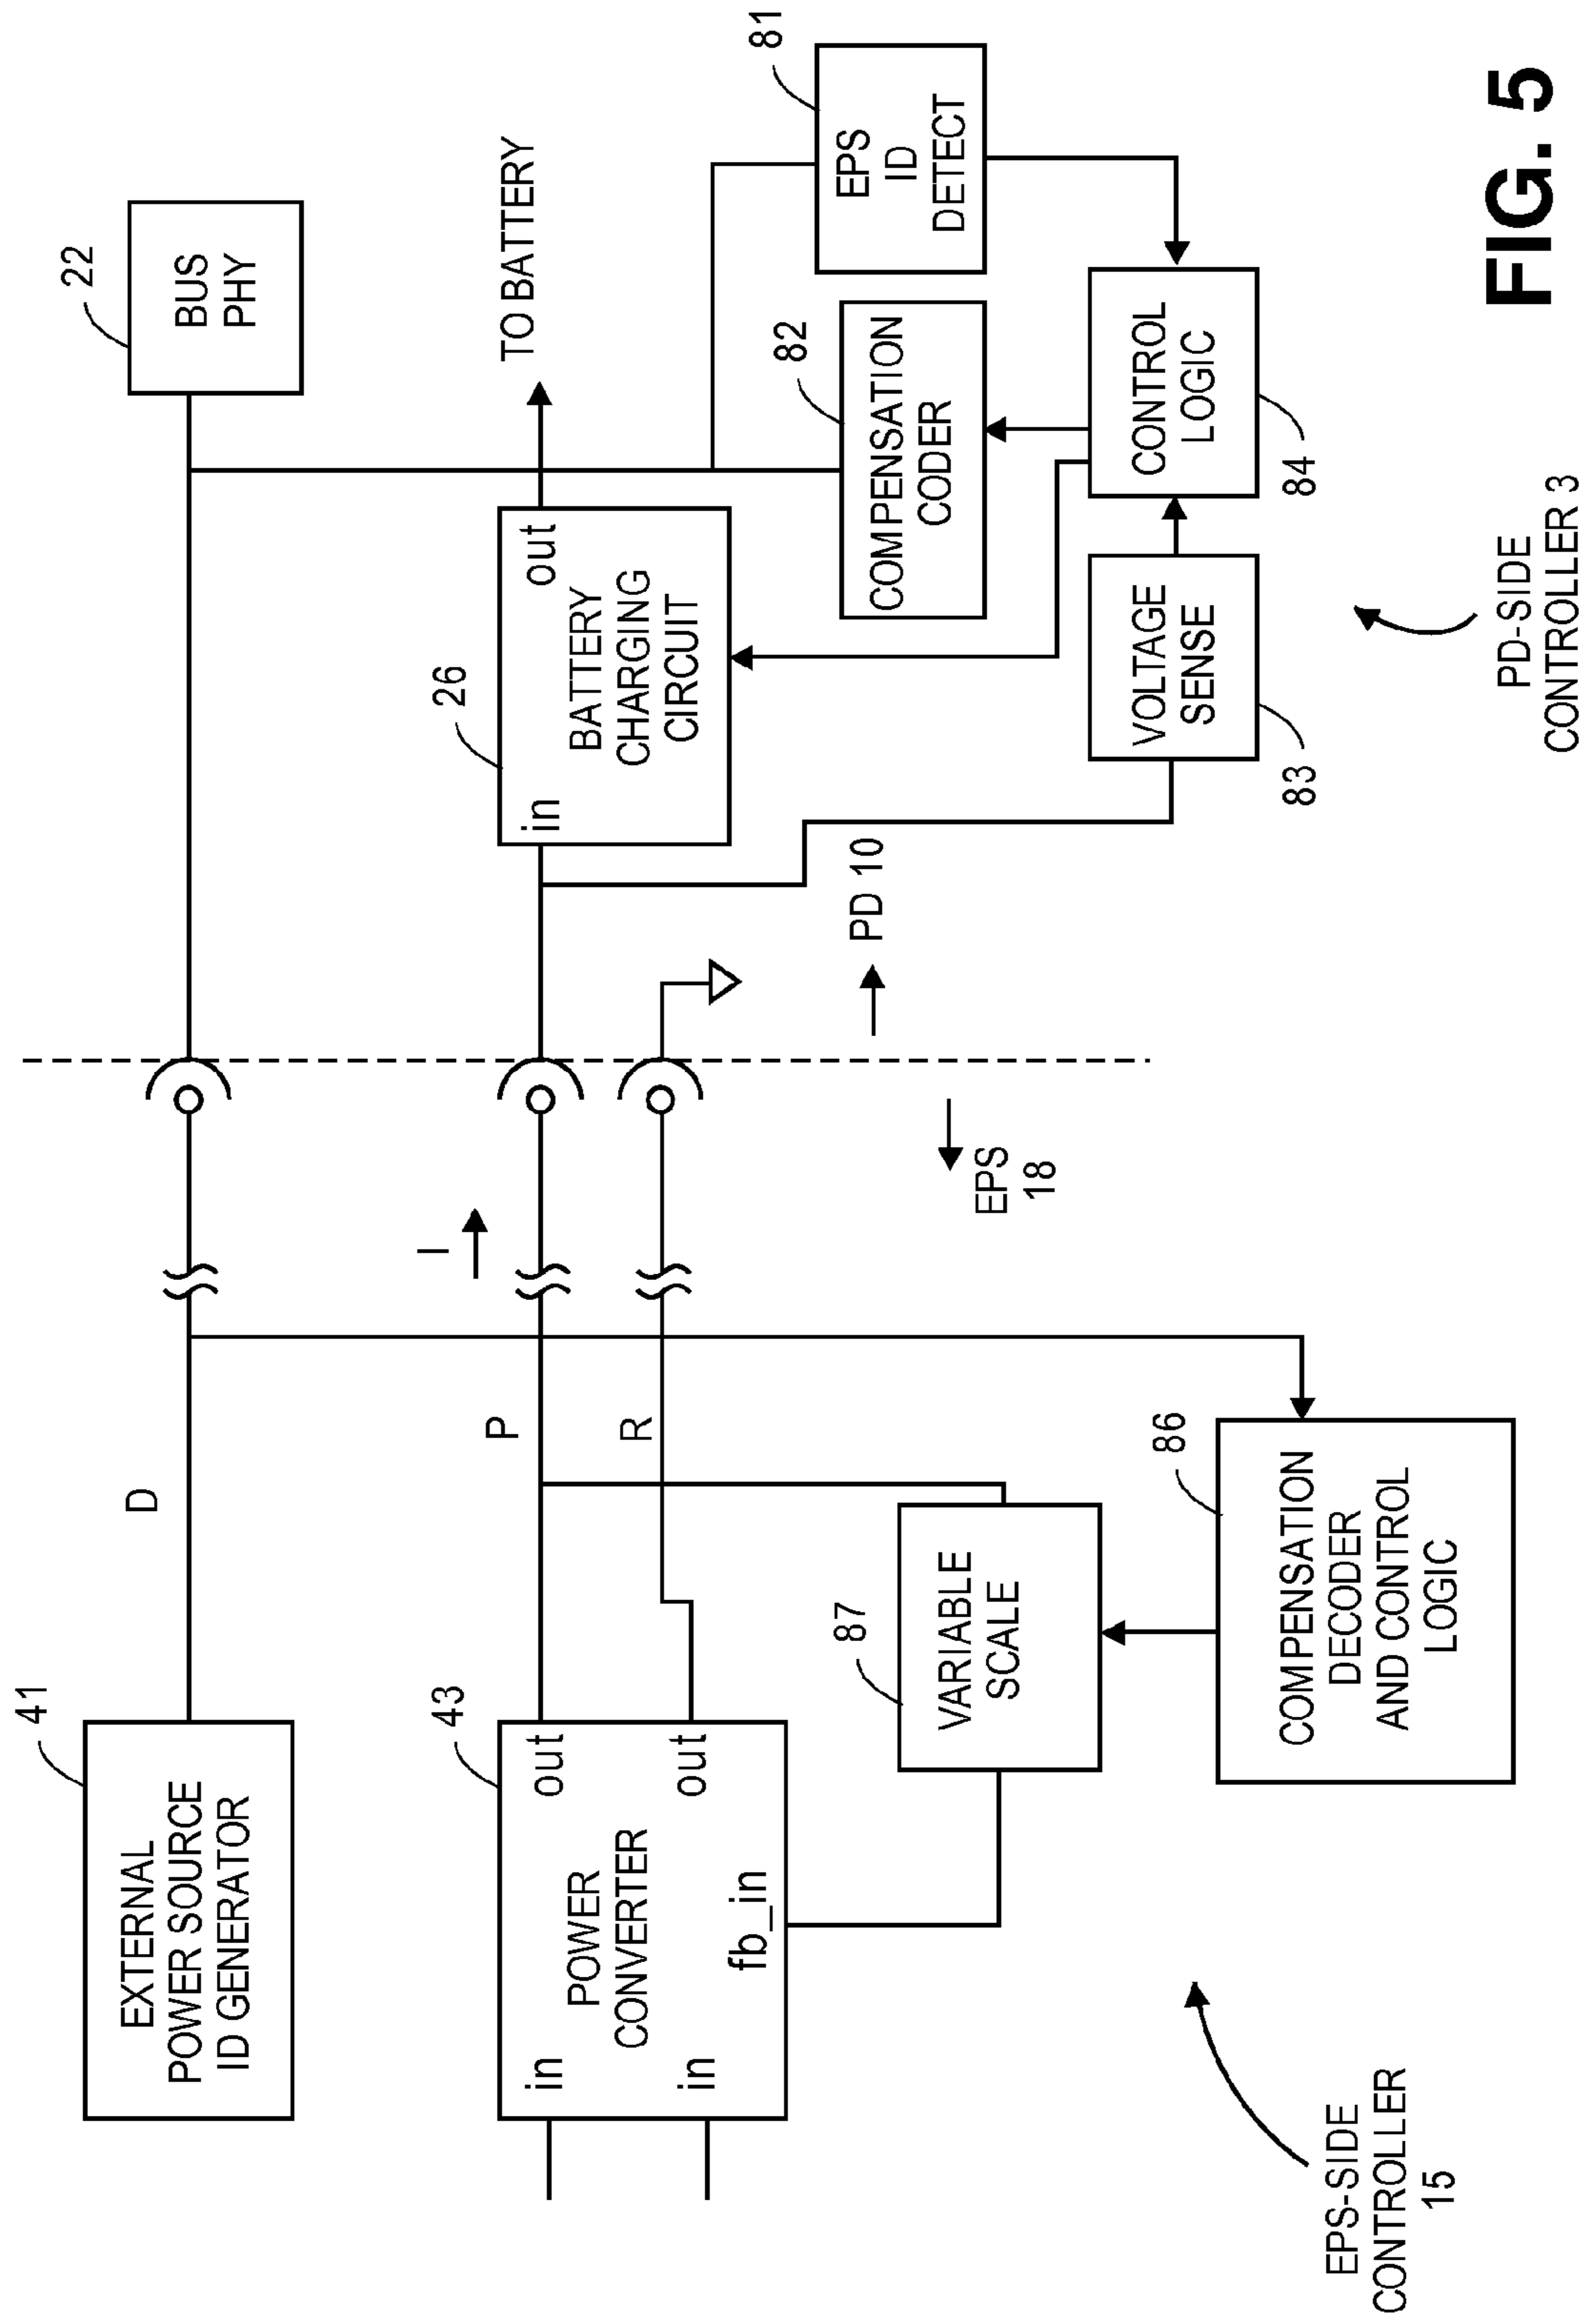 41
EXTERNAL
POWER SOURCE
ID GENERATOR
D
22
BUS
PHY
43
in
in
POWER
CONVERTER
out
out
fb_in
P
R
I
26
in
BATTERY
CHARGING
CIRCUIT
out
TO BATTERY
87
VARIABLE
SCALE
EPS
18
PD 10
82
COMPENSATION
CODER
81
EPS
ID
DETECT
86
COMPENSATION
DECODER
AND CONTROL
LOGIC
VOLTAGE
SENSE
83
CONTROL
LOGIC
84
EPS-SIDE
CONTROLLER
15
PD-SIDE
CONTROLLER 3
FIG. 5